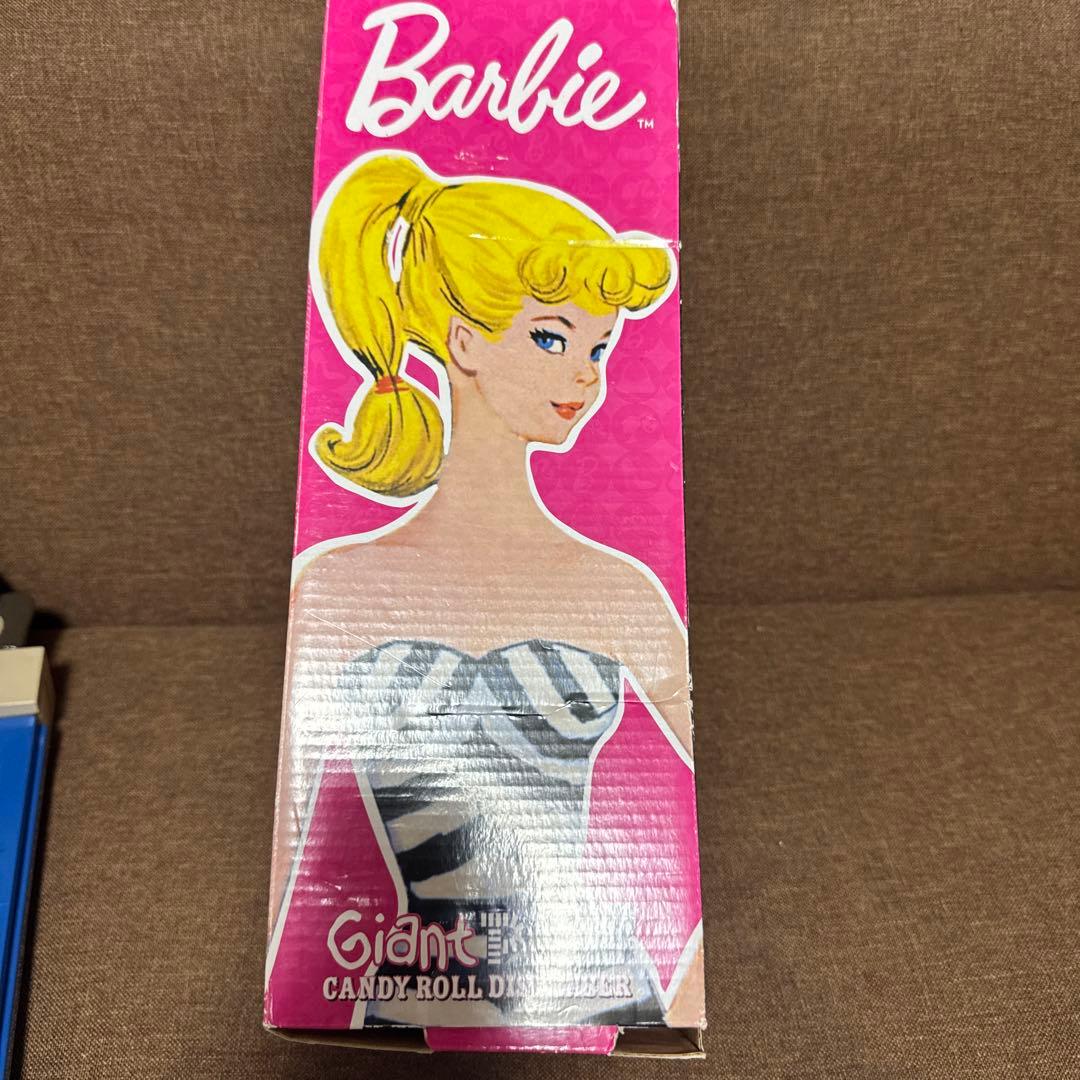 Barbie™
Giant
CANDY ROLL DISPENSER